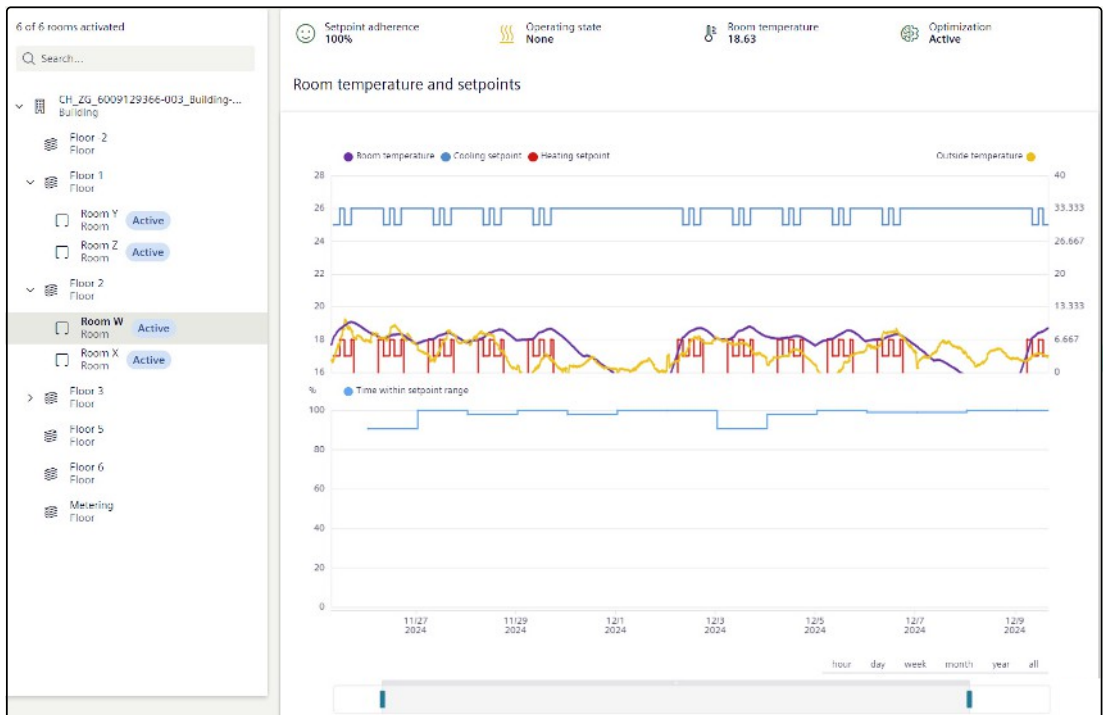 6 of 6 rooms activated
Search...
CH_ZG_6009129366-003_Building-...
Building
Floor -2
Floor
Floor 1
Floor
Room Y
Room
Active
Room Z
Room
Active
Floor 2
Floor
Room W
Room
Active
Room X
Room
Active
Floor 3
Floor
Floor 5
Floor
Floor 6
Floor
Metering
Floor
Setpoint adherence
100%
Operating state
None
Room temperature
18.63
Optimization
Active
Room temperature and setpoints
Room temperature Cooling setpoint Heating setpoint Outside temperature
28 40
26 33.333
24 26.667
22 20
20 13.333
18 6.667
16 0
% Time within setpoint range
100
80
60
40
20
0
11/27 11/29 12/1 12/3 12/5 12/7 12/9
2024 2024 2024 2024 2024 2024 2024
hour day week month year all